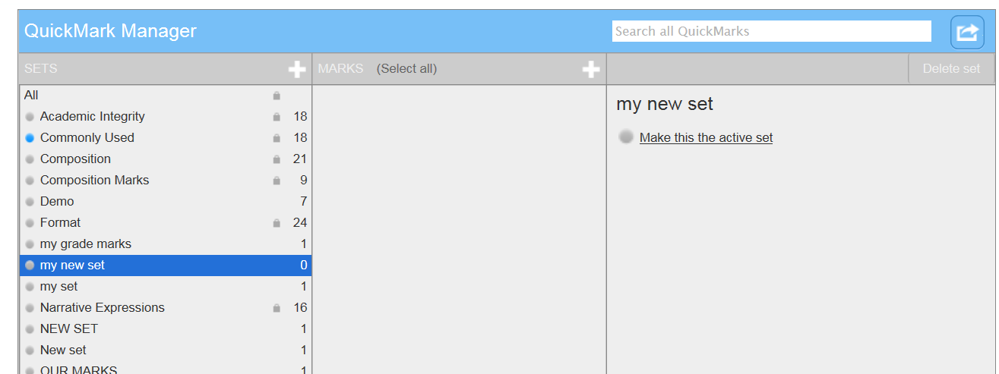 QuickMark Manager
Search all QuickMarks
SETS
MARKS (Select all)
Delete set
All
Academic Integrity 18
Commonly Used 18
Composition 21
Composition Marks 9
Demo 7
Format 24
my grade marks 1
my new set 0
my set 1
Narrative Expressions 16
NEW SET 1
New set 1
OUR MARKS 1
my new set
Make this the active set